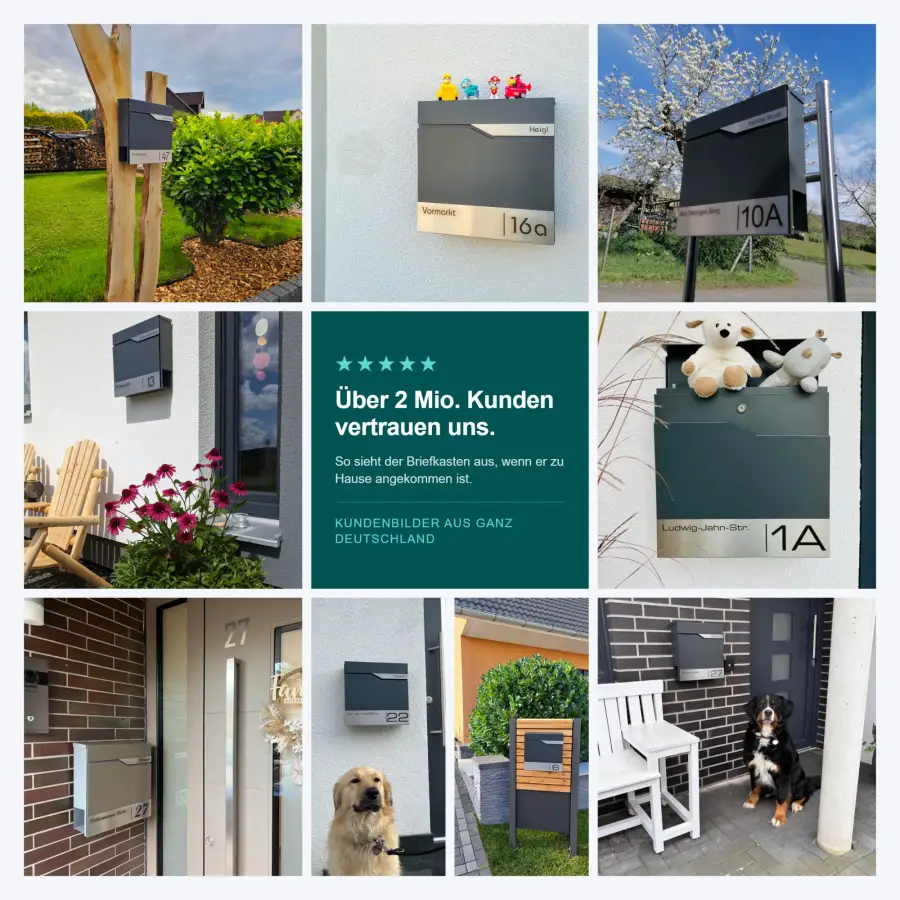 47
Heigl
Vormarkt
16a
10A
13
Über 2 Mio. Kunden
vertrauen uns.
So sieht der Briefkasten aus, wenn er zu
Hause angekommen ist.
KUNDENBILDER AUS GANZ
DEUTSCHLAND
Ludwig-Jahn-Str.
1A
27
27
22
6
27